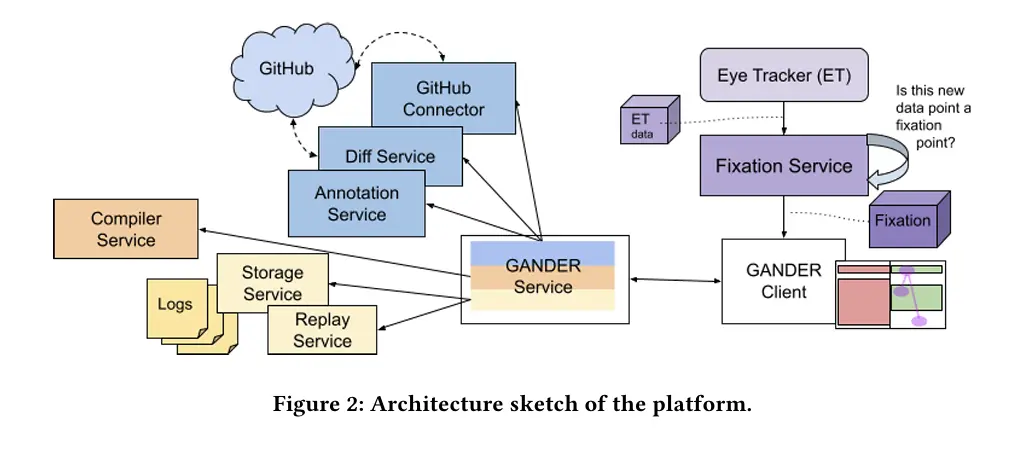 GitHub
GitHub
Connector
Diff Service
Annotation
Service
Compiler
Service
Storage
Service
Logs
Replay
Service
GANDER
Service
Eye Tracker (ET)
ET
data
Is this new
data point a
fixation
point?
Fixation Service
Fixation
GANDER
Client
Figure 2: Architecture sketch of the platform.